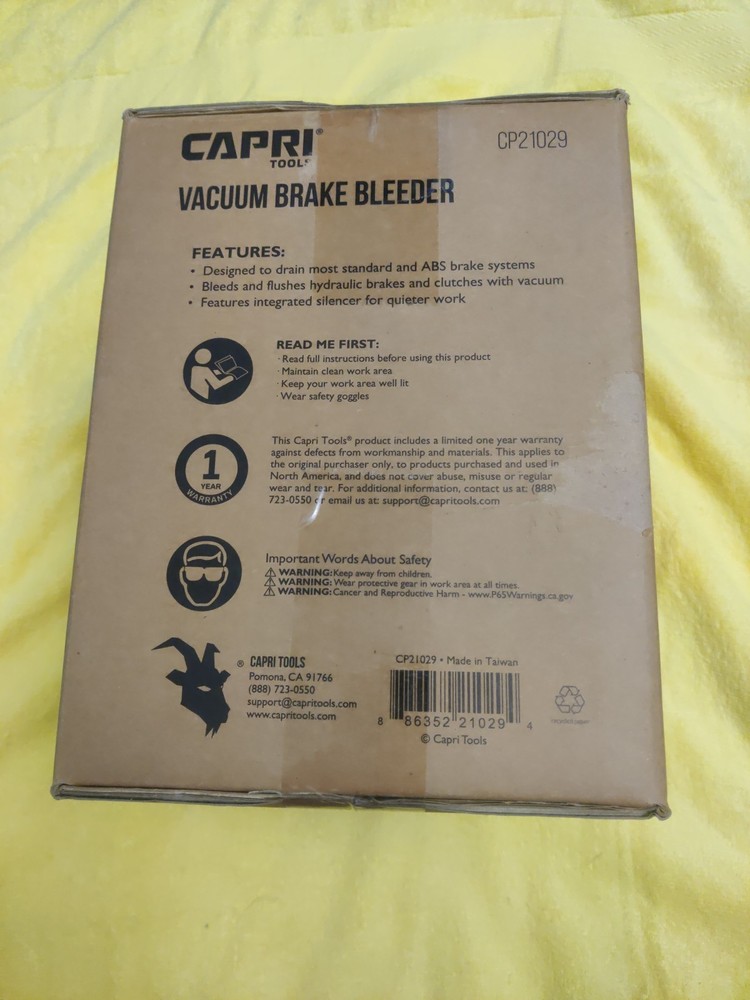 CAPRI®
TOOLS
CP21029
VACUUM BRAKE BLEEDER
FEATURES:
• Designed to drain most standard and ABS brake systems
• Bleeds and flushes hydraulic brakes and clutches with vacuum
• Features integrated silencer for quieter work
READ ME FIRST:
· Read full instructions before using this product
· Maintain clean work area
· Keep your work area well lit
· Wear safety goggles
1
YEAR
WARRANTY
This Capri Tools® product includes a limited one year warranty
against defects from workmanship and materials. This applies to
the original purchaser only, to products purchased and used in
North America, and does not cover abuse, misuse or regular
wear and tear. For additional information, contact us at: (888)
723-0550 or email us at: support@capritools.com
Important Words About Safety
WARNING: Keep away from children.
WARNING: Wear protective gear in work area at all times.
WARNING: Cancer and Reproductive Harm - www.P65Warnings.ca.gov
® CAPRI TOOLS
Pomona, CA 91766
(888) 723-0550
support@capritools.com
www.capritools.com
CP21029 • Made in Taiwan
8 86352 21029 4
© Capri Tools
recycled paper